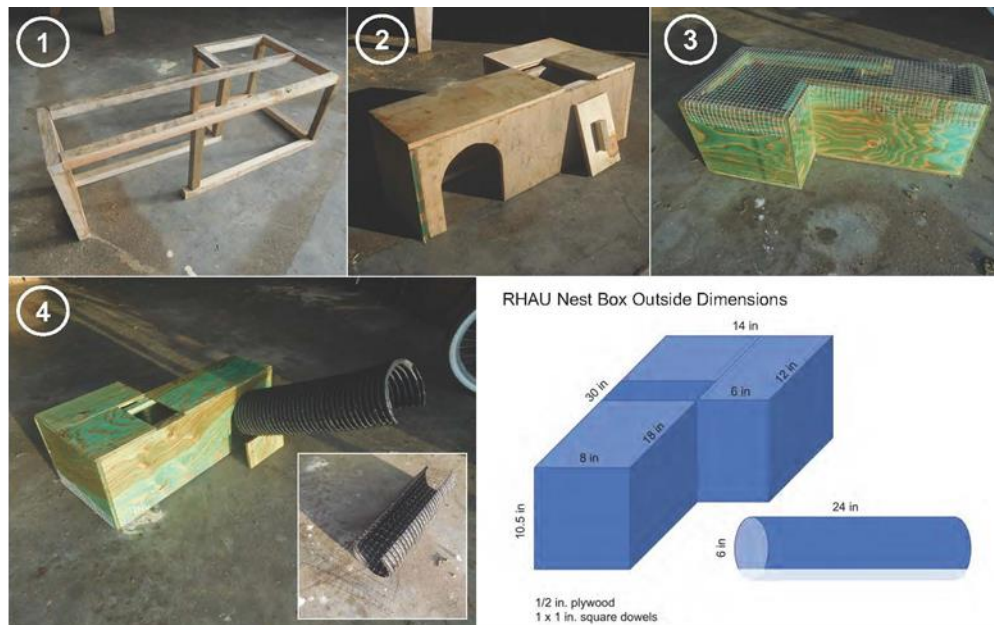 1
2
3
4
RHAU Nest Box Outside Dimensions
14 in
30 in
12 in
6 in
18 in
8 in
10.5 in
24 in
6 in
1/2 in. plywood
1 x 1 in. square dowels